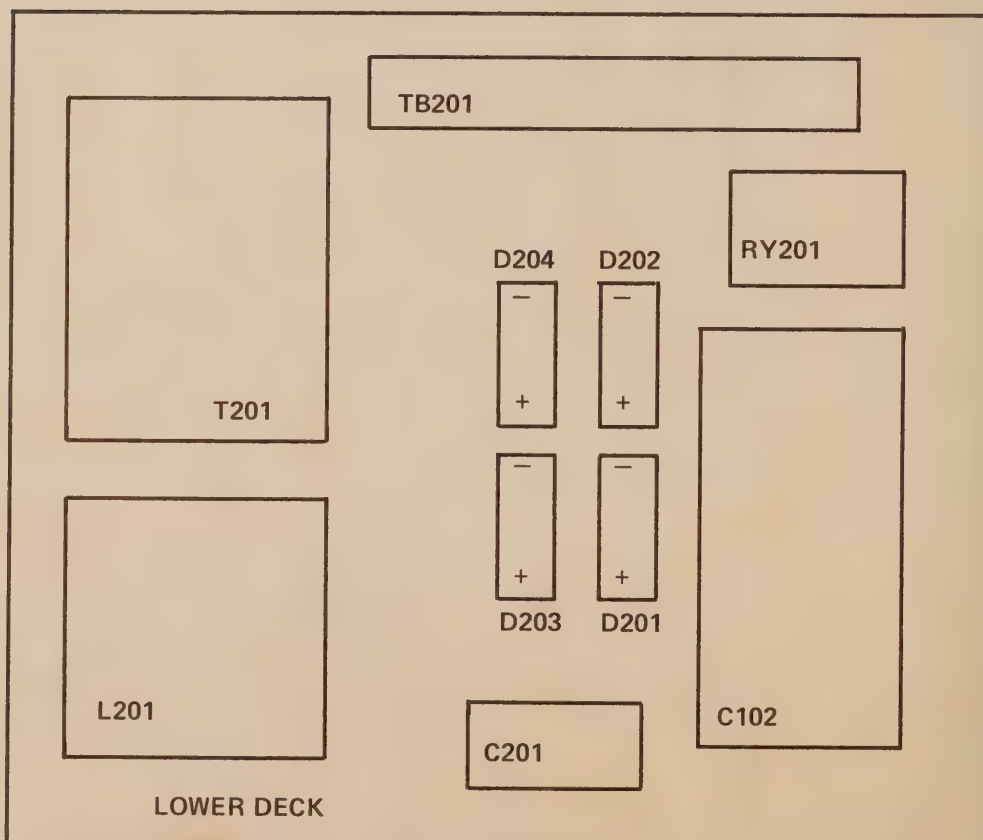 TB201
RY201
D204 D202
− −
T201
+ +
− −
+ +
D203 D201
L201
C102
C201
LOWER DECK